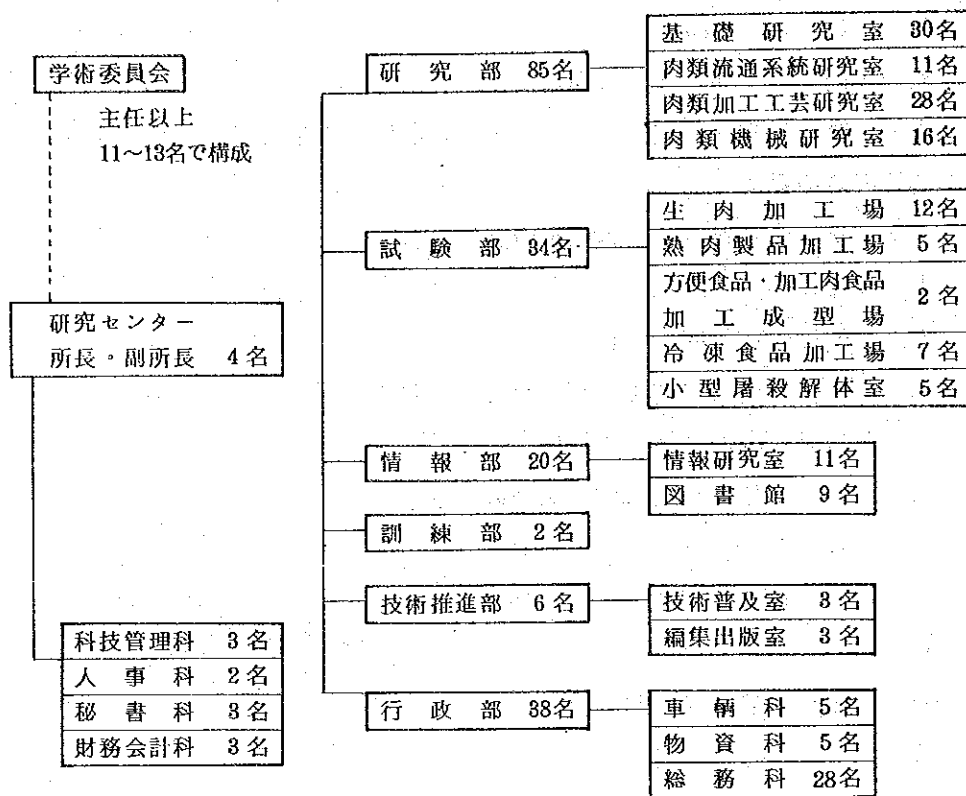 学術委員会
主任以上
11~13名で構成
研究センター
所長・副所長 4名
科技管理科 3名
人事科 2名
秘書科 3名
財務会計科 3名
研究部 85名
基礎研究室 30名
肉類流通系統研究室 11名
肉類加工工芸研究室 28名
肉類機械研究室 16名
試験部 34名
生肉加工場 12名
熟肉製品加工場 5名
方便食品・加工肉食品
加工成型場 2名
冷凍食品加工場 7名
小型屠殺解体室 5名
情報部 20名
情報研究室 11名
図書館 9名
訓練部 2名
技術推進部 6名
技術普及室 3名
編集出版室 3名
行政部 38名
車輌科 5名
物資科 5名
総務科 28名